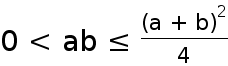 0 < ab ≤ (a + b)² / 4